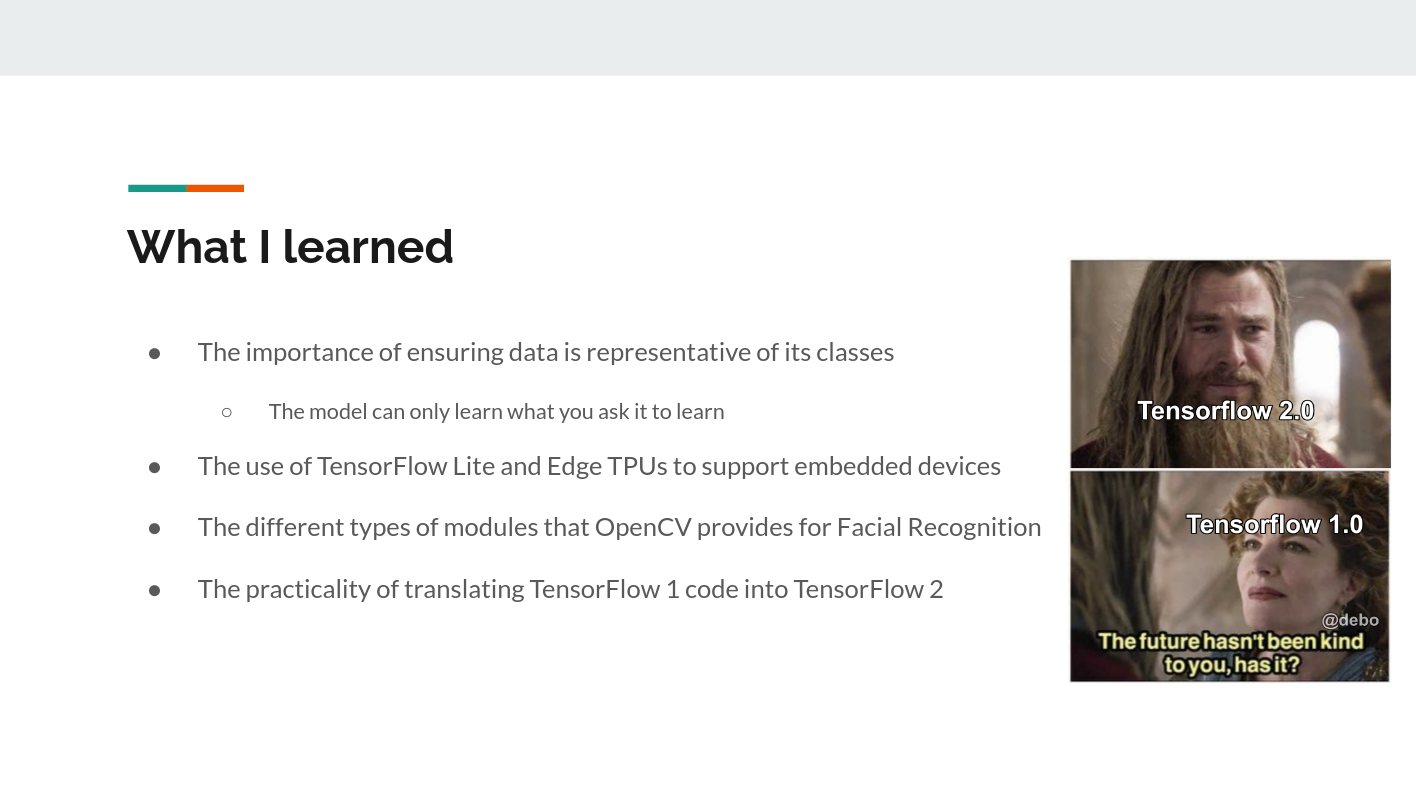 What I learned
● The importance of ensuring data is representative of its classes
○ The model can only learn what you ask it to learn
● The use of TensorFlow Lite and Edge TPUs to support embedded devices
● The different types of modules that OpenCV provides for Facial Recognition
● The practicality of translating TensorFlow 1 code into TensorFlow 2
Tensorflow 2.0
Tensorflow 1.0
@debo
The future hasn't been kind
to you, has it?